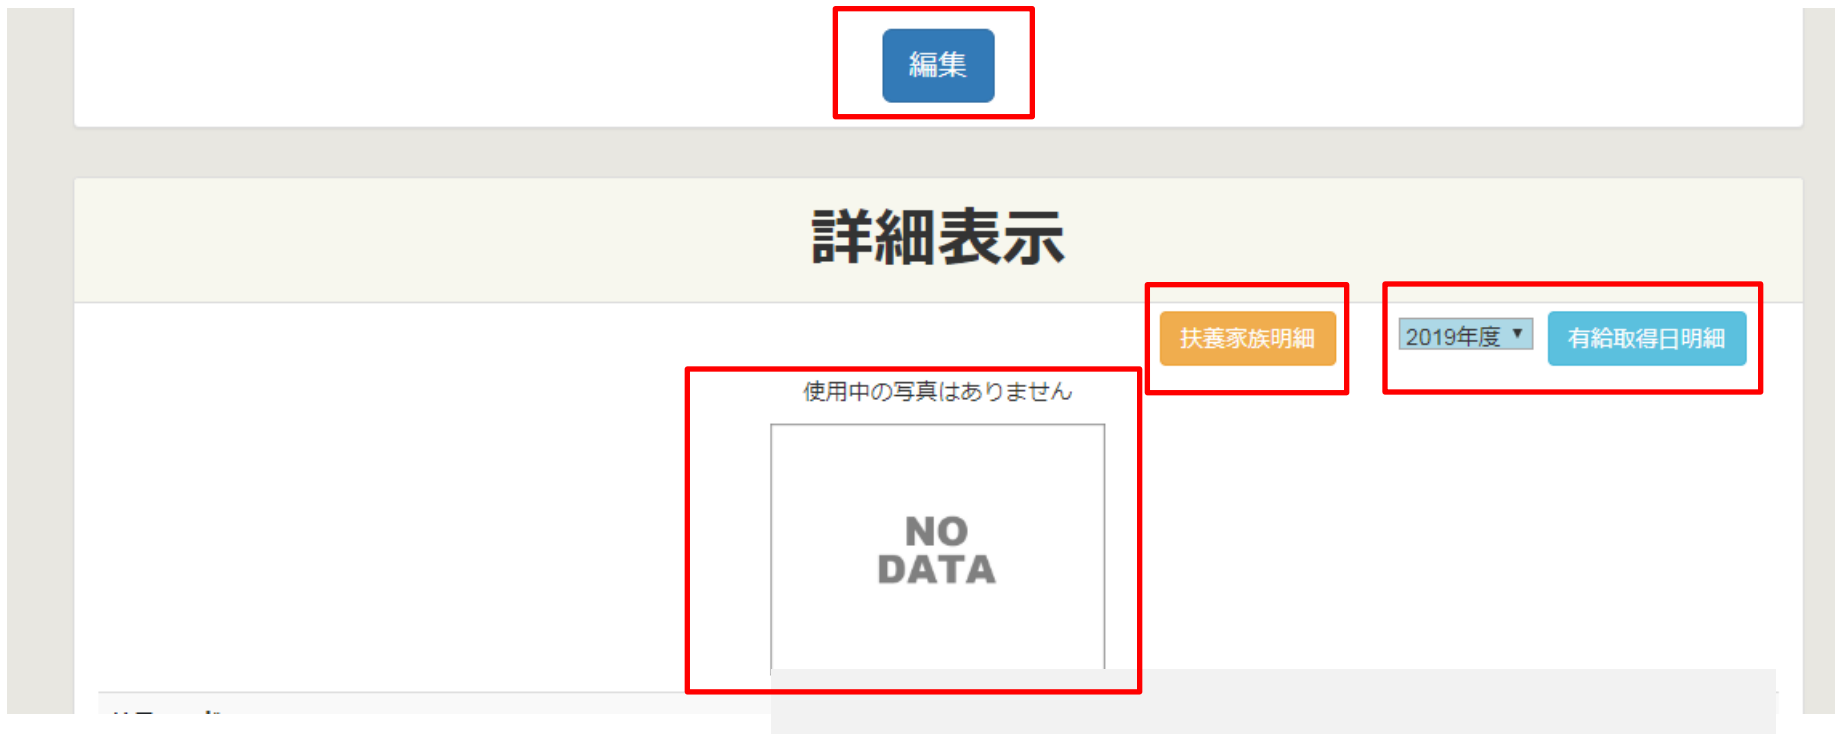 編集
詳細表示
扶養家族明細
2019年度
有給取得日明細
使用中の写真はありません
NO
DATA